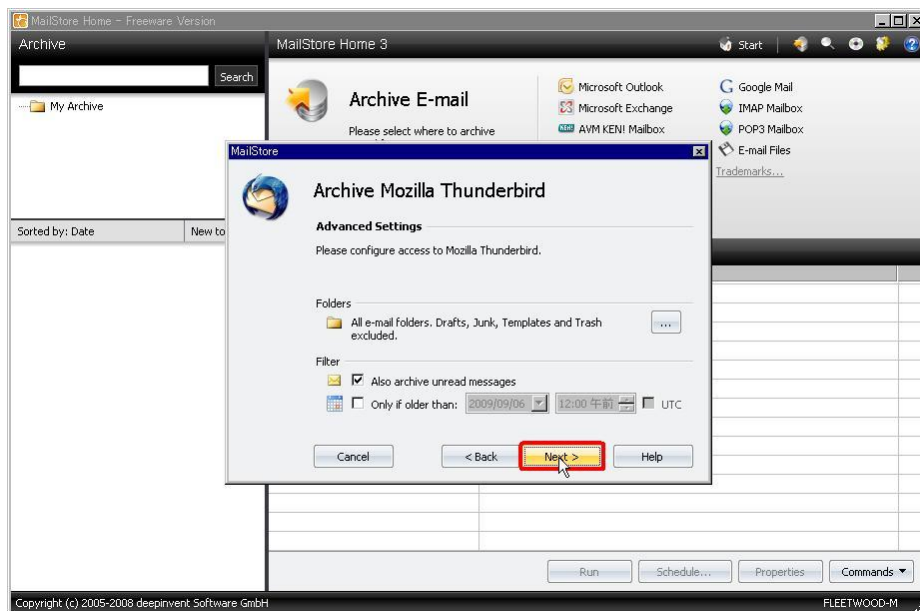 MailStore Home - Freeware Version
Archive
MailStore Home 3
Start
Search
My Archive
Archive E-mail
Please select where to archive
Microsoft Outlook
Microsoft Exchange
AVM KEN! Mailbox
Google Mail
IMAP Mailbox
POP3 Mailbox
E-mail Files
Trademarks...
Sorted by: Date
New to
MailStore
Archive Mozilla Thunderbird
Advanced Settings
Please configure access to Mozilla Thunderbird.
Folders
All e-mail folders. Drafts, Junk, Templates and Trash
excluded.
...
Filter
Also archive unread messages
Only if older than:
2009/09/06
12:00 午前
UTC
Cancel
< Back
Next >
Help
Run
Schedule...
Properties
Commands
Copyright (c) 2005-2008 deepinvent Software GmbH
FLEETWOOD-M